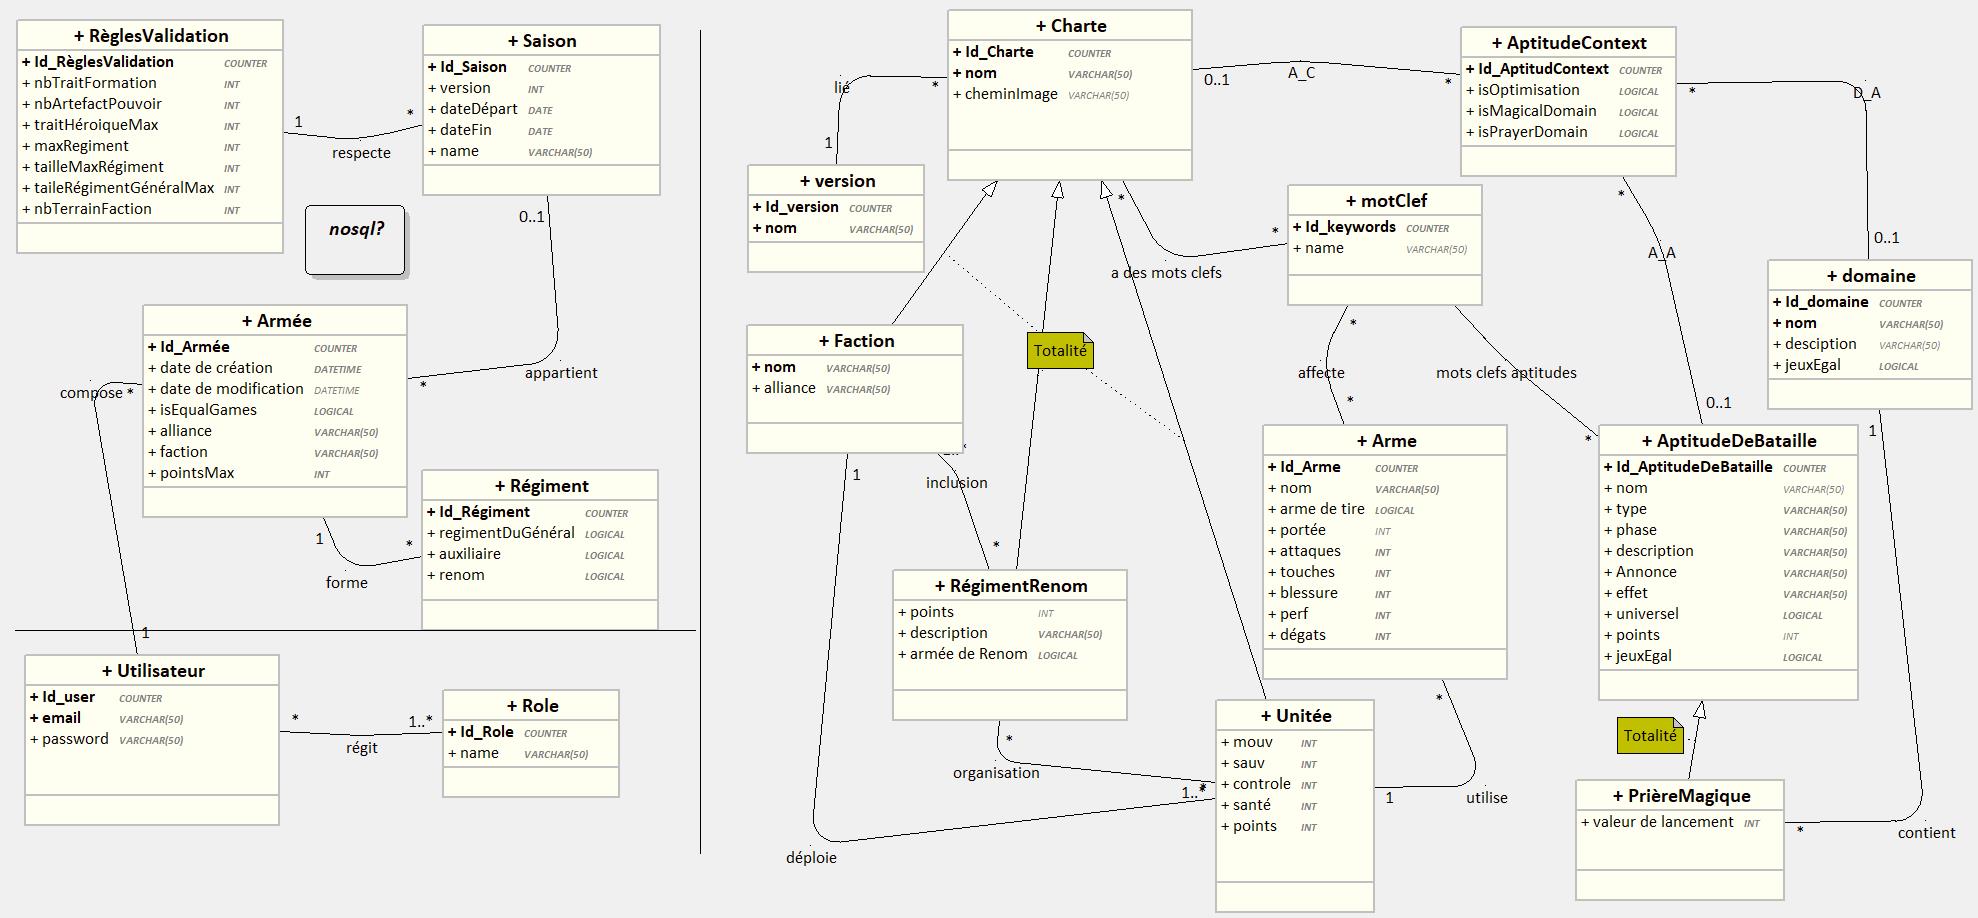 + RèglesValidation
+ Id_RèglesValidation COUNTER
+ nbTraitFormation INT
+ nbArtefactPouvoir INT
+ traitHéroiqueMax INT
+ maxRegiment INT
+ tailleMaxRégiment INT
+ taileRégimentGénéralMax INT
+ nbTerrainFaction INT
1
*
respecte
+ Saison
+ Id_Saison COUNTER
+ version INT
+ dateDépart DATE
+ dateFin DATE
+ name VARCHAR(50)
nosql?
0..1
appartient
*
+ Armée
+ Id_Armée COUNTER
+ date de création DATETIME
+ date de modification DATETIME
+ isEqualGames LOGICAL
+ alliance VARCHAR(50)
+ faction VARCHAR(50)
+ pointsMax INT
compose
*
1
1
*
forme
+ Régiment
+ Id_Régiment COUNTER
+ regimentDuGénéral LOGICAL
+ auxiliaire LOGICAL
+ renom LOGICAL
+ Utilisateur
+ Id_user COUNTER
+ email VARCHAR(50)
+ password VARCHAR(50)
*
1..*
régit
+ Role
+ Id_Role COUNTER
+ name VARCHAR(50)
+ Charte
+ Id_Charte COUNTER
+ nom VARCHAR(50)
+ cheminImage VARCHAR(50)
lié
*
1
+ version
+ Id_version COUNTER
+ nom VARCHAR(50)
0..1
A_C
*
+ AptitudeContext
+ Id_AptitudContext COUNTER
+ isOptimisation LOGICAL
+ isMagicalDomain LOGICAL
+ isPrayerDomain LOGICAL
*
D_A
0..1
*
*
a des mots clefs
+ motClef
+ Id_keywords COUNTER
+ name VARCHAR(50)
*
A_A
0..1
+ domaine
+ Id_domaine COUNTER
+ nom VARCHAR(50)
+ desciption VARCHAR(50)
+ jeuxEgal LOGICAL
+ Faction
+ nom VARCHAR(50)
+ alliance VARCHAR(50)
Totalité
*
affecte
*
mots clefs aptitudes
*
1
inclusion
*
+ Arme
+ Id_Arme COUNTER
+ nom VARCHAR(50)
+ arme de tire LOGICAL
+ portée INT
+ attaques INT
+ touches INT
+ blessure INT
+ perf INT
+ dégats INT
+ AptitudeDeBataille
+ Id_AptitudeDeBataille COUNTER
+ nom VARCHAR(50)
+ type VARCHAR(50)
+ phase VARCHAR(50)
+ description VARCHAR(50)
+ Annonce VARCHAR(50)
+ effet VARCHAR(50)
+ universel LOGICAL
+ points INT
+ jeuxEgal LOGICAL
1
+ RégimentRenom
+ points INT
+ description VARCHAR(50)
+ armée de Renom LOGICAL
*
organisation
1..*
déploie
+ Unitée
+ mouv INT
+ sauv INT
+ controle INT
+ santé INT
+ points INT
*
1
utilise
Totalité
+ PrièreMagique
+ valeur de lancement INT
*
contient